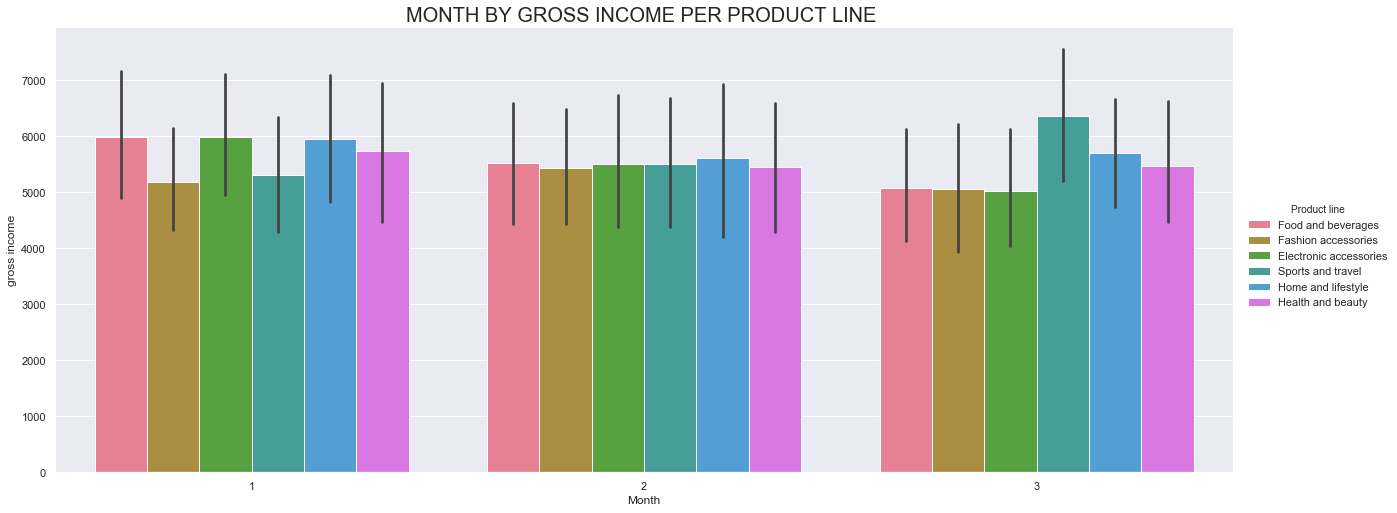 MONTH BY GROSS INCOME PER PRODUCT LINE
7000
6000
5000
4000
3000
2000
1000
0
gross income
1
2
3
Month
Product line
Food and beverages
Fashion accessories
Electronic accessories
Sports and travel
Home and lifestyle
Health and beauty